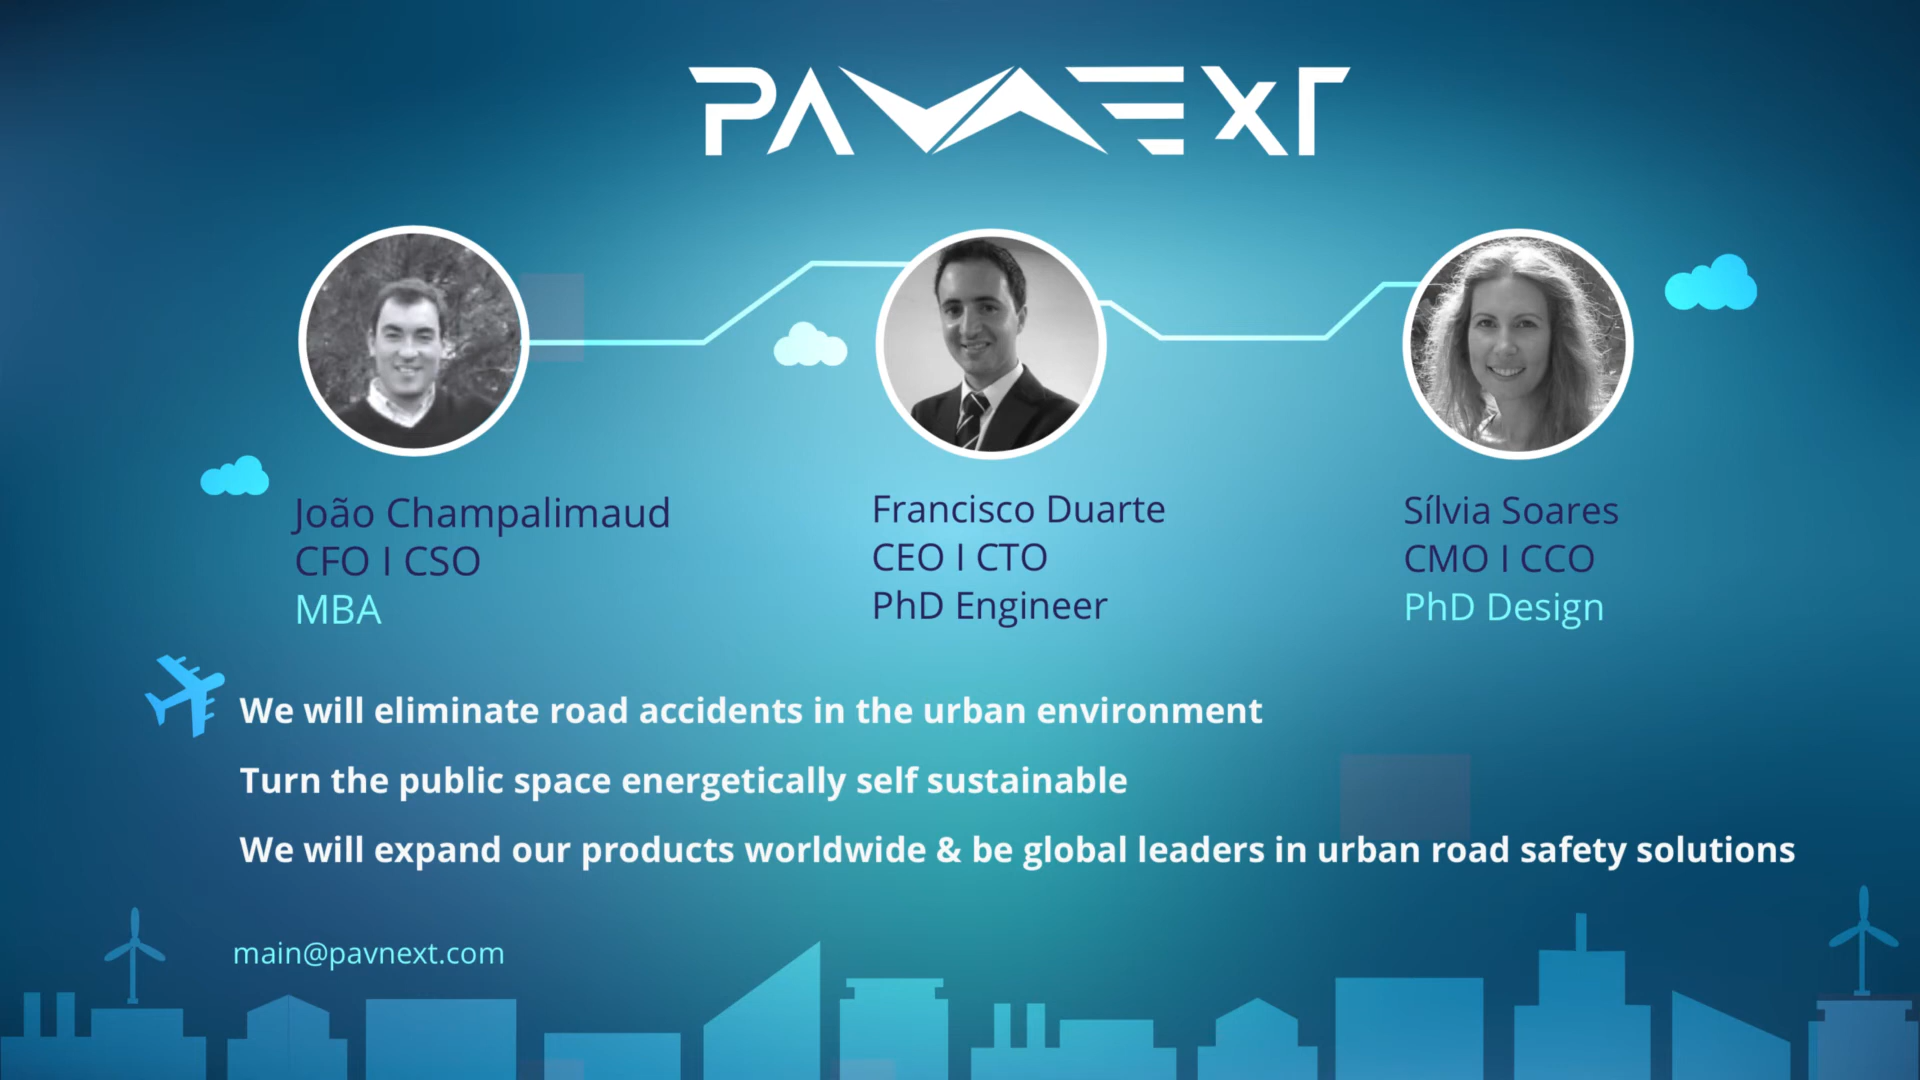 PAVNEXT
João Champalimaud
CFO I CSO
MBA
Francisco Duarte
CEO I CTO
PhD Engineer
Sílvia Soares
CMO I CCO
PhD Design
We will eliminate road accidents in the urban environment
Turn the public space energetically self sustainable
We will expand our products worldwide & be global leaders in urban road safety solutions
main@pavnext.com